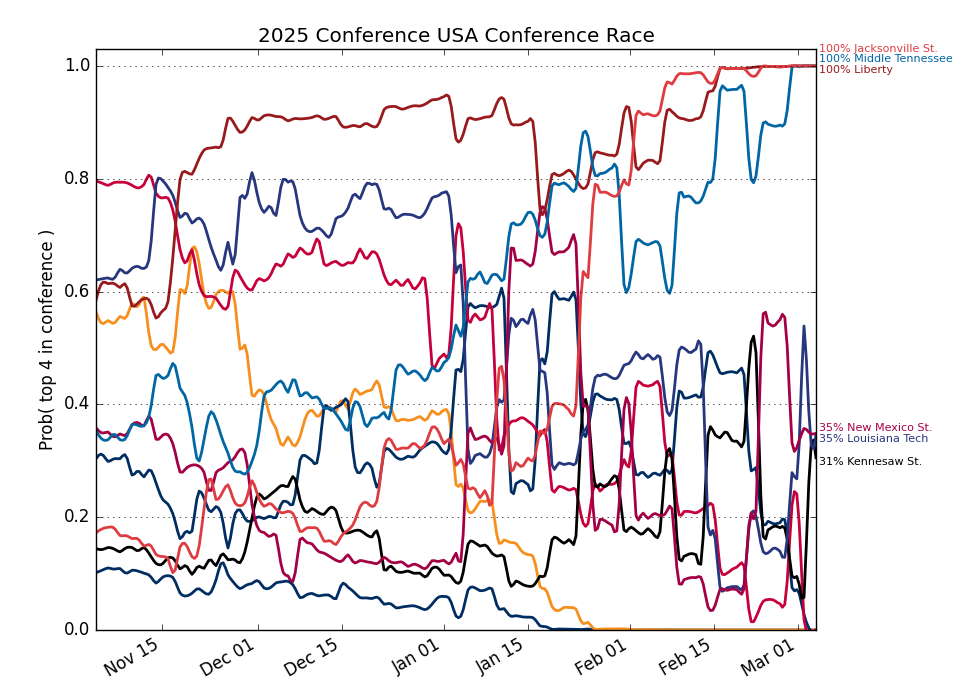 2025 Conference USA Conference Race
100% Jacksonville St.
100% Middle Tennessee
100% Liberty
35% New Mexico St.
35% Louisiana Tech
31% Kennesaw St.
Prob( top 4 in conference )
1.0
0.8
0.6
0.4
0.2
0.0
Nov 15
Dec 01
Dec 15
Jan 01
Jan 15
Feb 01
Feb 15
Mar 01